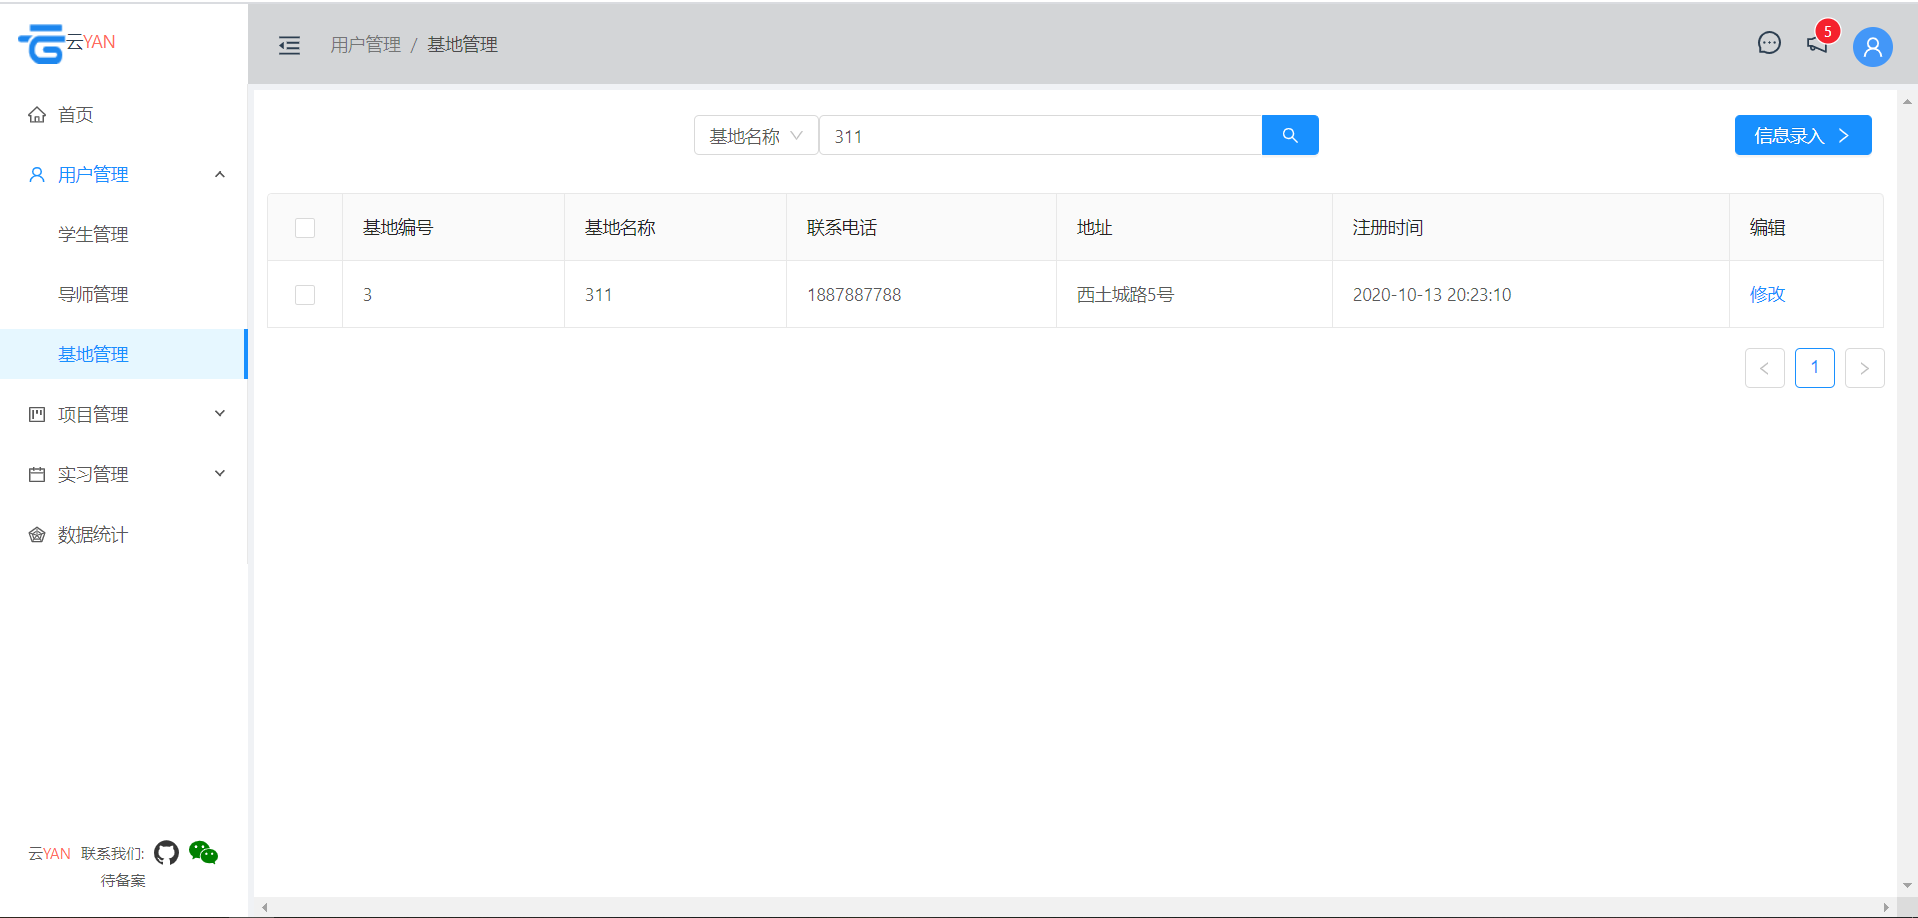 云YAN
用户管理 / 基地管理
5
首页
用户管理
学生管理
导师管理
基地管理
项目管理
实习管理
数据统计
基地名称 311
信息录入
基地编号 基地名称 联系电话 地址 注册时间 编辑
3 311 1887887788 西土城路5号 2020-10-13 20:23:10 修改
1
云YAN 联系我们:
待备案